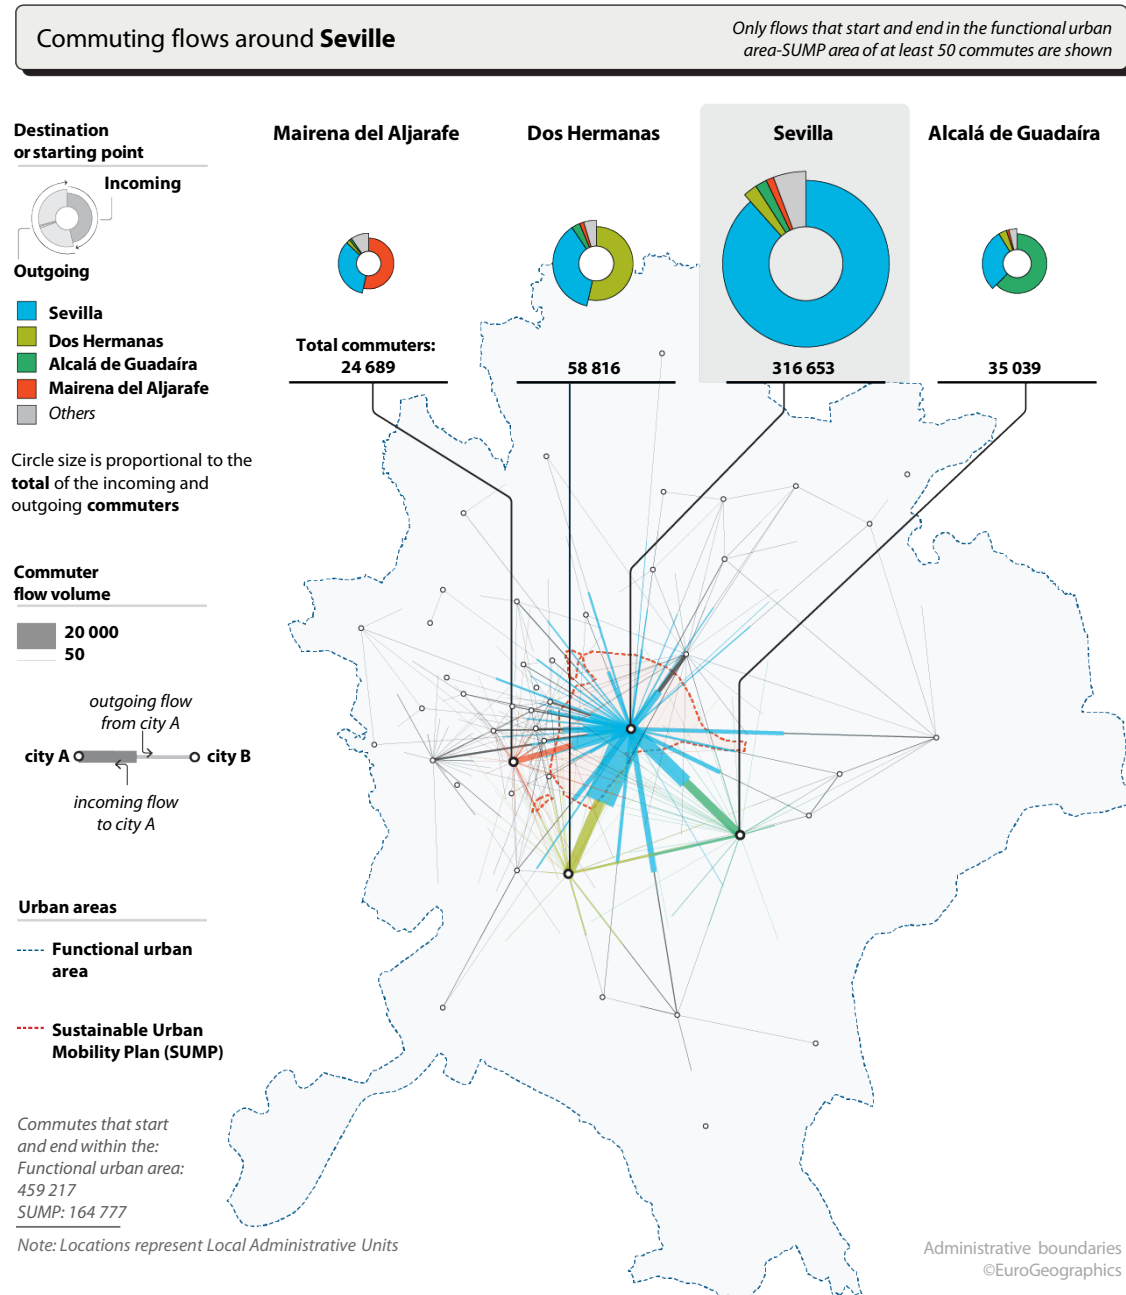 Commuting flows around Seville
Only flows that start and end in the functional urban
area-SUMP area of at least 50 commutes are shown
Destination
or starting point
Incoming
Outgoing
Sevilla
Dos Hermanas
Alcalá de Guadaíra
Mairena del Aljarafe
Others
Circle size is proportional to the
total of the incoming and
outgoing commuters
Mairena del Aljarafe
Dos Hermanas
Sevilla
Alcalá de Guadaíra
Total commuters:
24 689
58 816
316 653
35 039
Commuter
flow volume
20 000
50
outgoing flow
from city A
city A
city B
incoming flow
to city A
Urban areas
Functional urban
area
Sustainable Urban
Mobility Plan (SUMP)
Commutes that start
and end within the:
Functional urban area:
459 217
SUMP: 164 777
Note: Locations represent Local Administrative Units
Administrative boundaries
©EuroGeographics